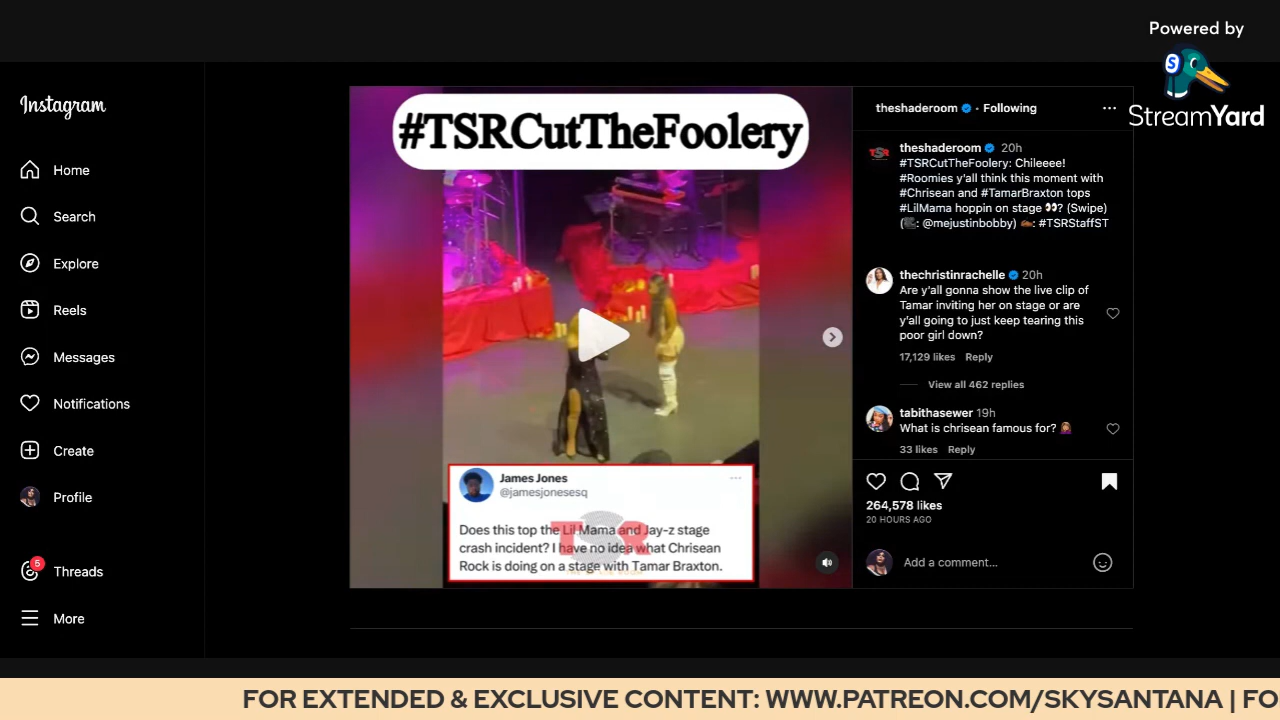 Powered by
StreamYard
Instagram
Home
Search
Explore
Reels
Messages
Notifications
Create
Profile
5
Threads
More
#TSRCutTheFoolery
James Jones
@jamesjonesesq
Does this top the Lil Mama and Jay-z stage
crash incident? I have no idea what Chrisean
Rock is doing on a stage with Tamar Braxton.
TSR
theshaderoom • Following
theshaderoom 20h
#TSRCutTheFoolery: Chileeee!
#Roomies y'all think this moment with
#Chrisean and #TamarBraxton tops
#LilMama hoppin on stage 👀? (Swipe)
(📹: @mejustinbobby) ✍🏾: #TSRStaffST
thechristinrachelle 20h
Are y'all gonna show the live clip of
Tamar inviting her on stage or are
y'all going to just keep tearing this
poor girl down?
17,129 likes Reply
View all 462 replies
tabithasewer 19h
What is chrisean famous for? 🤷🏽‍♀️
33 likes Reply
264,578 likes
20 HOURS AGO
Add a comment...
FOR EXTENDED & EXCLUSIVE CONTENT: WWW.PATREON.COM/SKYSANTANA | FO